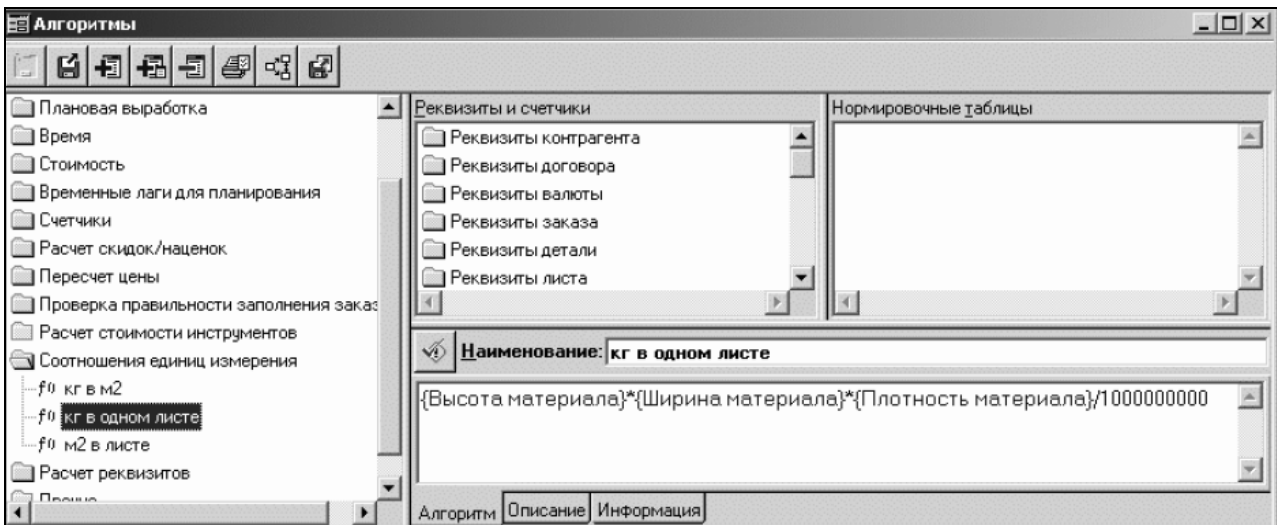 Алгоритмы
Плановая выработка
Время
Стоимость
Временные лаги для планирования
Счетчики
Расчет скидок/наценок
Пересчет цены
Проверка правильности заполнения заказ
Расчет стоимости инструментов
Соотношения единиц измерения
f() кг в м2
f() кг в одном листе
f() м2 в листе
Расчет реквизитов
Реквизиты и счетчики
Реквизиты контрагента
Реквизиты договора
Реквизиты валюты
Реквизиты заказа
Реквизиты детали
Реквизиты листа
Нормировочные таблицы
Наименование: кг в одном листе
{Высота материала}*{Ширина материала}*{Плотность материала}/1000000000
Алгоритм Описание Информация